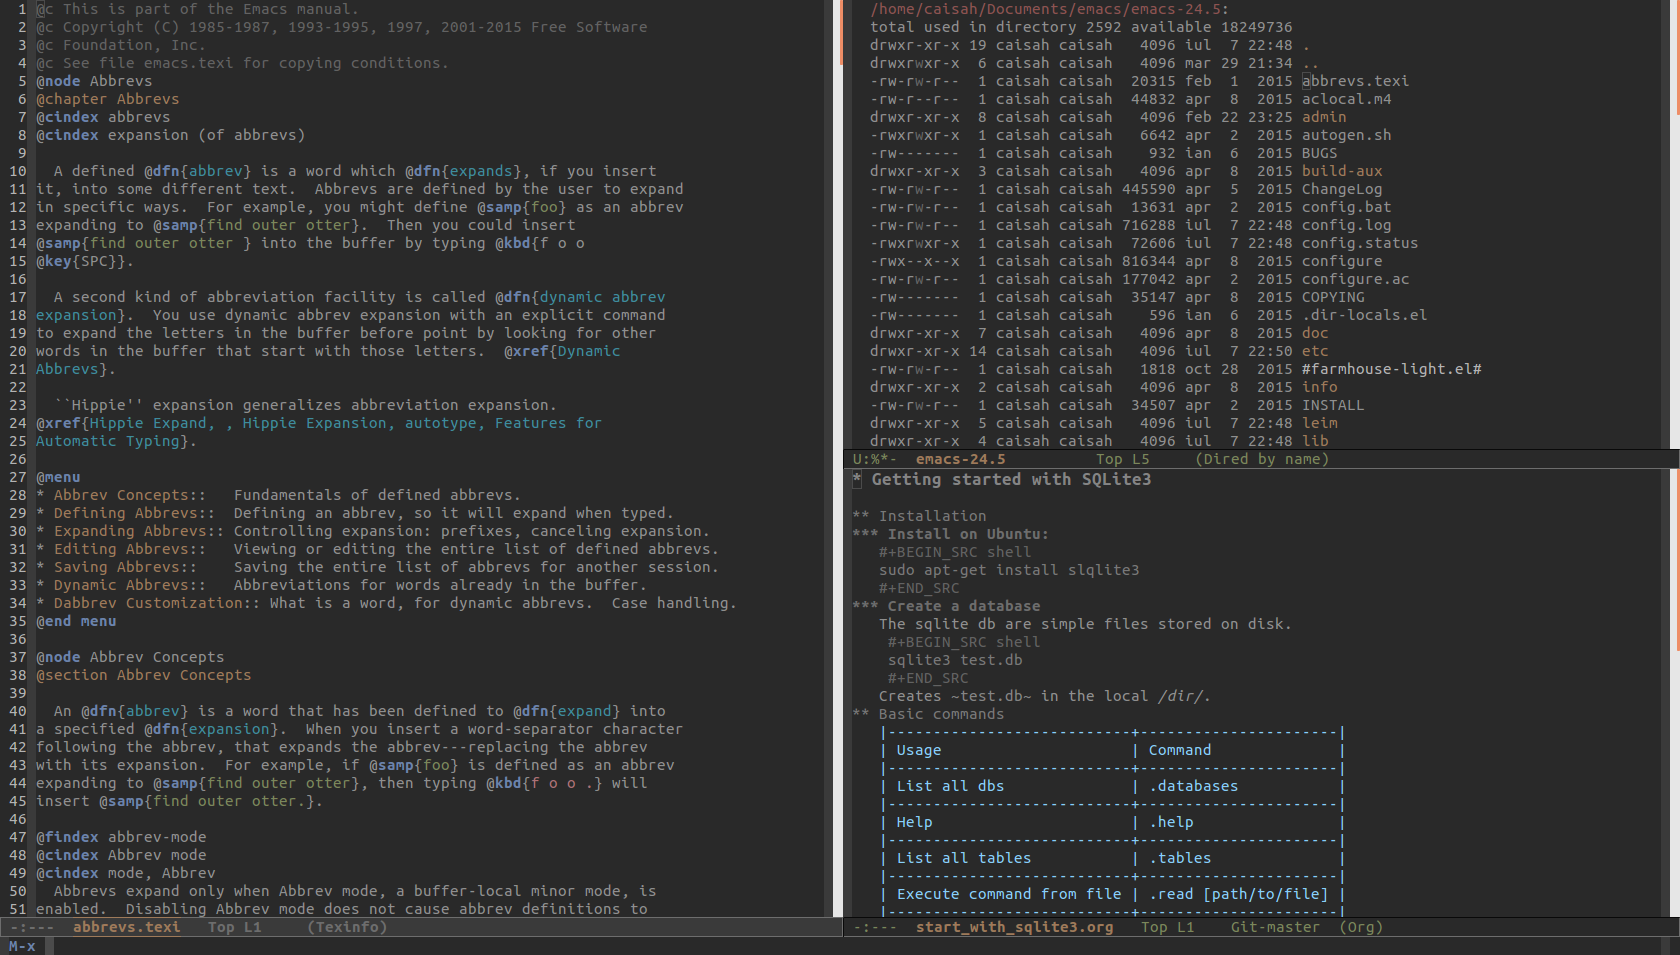 1 @c This is part of the Emacs manual.
2 @c Copyright (C) 1985-1987, 1993-1995, 1997, 2001-2015 Free Software
3 @c Foundation, Inc.
4 @c See file emacs.texi for copying conditions.
5 @node Abbrevs
6 @chapter Abbrevs
7 @cindex abbrevs
8 @cindex expansion (of abbrevs)
9
10   A defined @dfn{abbrev} is a word which @dfn{expands}, if you insert
11 it, into some different text.  Abbrevs are defined by the user to expand
12 in specific ways.  For example, you might define @samp{foo} as an abbrev
13 expanding to @samp{find outer otter}.  Then you could insert
14 @samp{find outer otter } into the buffer by typing @kbd{f o o
15 @key{SPC}}.
16
17   A second kind of abbreviation facility is called @dfn{dynamic abbrev
18 expansion}.  You use dynamic abbrev expansion with an explicit command
19 to expand the letters in the buffer before point by looking for other
20 words in the buffer that start with those letters.  @xref{Dynamic
21 Abbrevs}.
22
23   ``Hippie'' expansion generalizes abbreviation expansion.
24 @xref{Hippie Expand, , Hippie Expansion, autotype, Features for
25 Automatic Typing}.
26
27 @menu
28 * Abbrev Concepts::   Fundamentals of defined abbrevs.
29 * Defining Abbrevs::  Defining an abbrev, so it will expand when typed.
30 * Expanding Abbrevs:: Controlling expansion: prefixes, canceling expansion.
31 * Editing Abbrevs::   Viewing or editing the entire list of defined abbrevs.
32 * Saving Abbrevs::    Saving the entire list of abbrevs for another session.
33 * Dynamic Abbrevs::   Abbreviations for words already in the buffer.
34 * Dabbrev Customization:: What is a word, for dynamic abbrevs.  Case handling.
35 @end menu
36
37 @node Abbrev Concepts
38 @section Abbrev Concepts
39
40   An @dfn{abbrev} is a word that has been defined to @dfn{expand} into
41 a specified @dfn{expansion}.  When you insert a word-separator character
42 following the abbrev, that expands the abbrev---replacing the abbrev
43 with its expansion.  For example, if @samp{foo} is defined as an abbrev
44 expanding to @samp{find outer otter}, then typing @kbd{f o o .} will
45 insert @samp{find outer otter.}.
46
47 @findex abbrev-mode
48 @cindex Abbrev mode
49 @cindex mode, Abbrev
50   Abbrevs expand only when Abbrev mode, a buffer-local minor mode, is
51 enabled.  Disabling Abbrev mode does not cause abbrev definitions to
-:---  abbrevs.texi   Top L1     (Texinfo)
M-x
/home/caisah/Documents/emacs/emacs-24.5:
total used in directory 2592 available 18249736
drwxr-xr-x 19 caisah caisah   4096 iul  7 22:48 .
drwxrwxr-x  6 caisah caisah   4096 mar 29 21:34 ..
-rw-rw-r--  1 caisah caisah  20315 feb  1  2015 abbrevs.texi
-rw-r--r--  1 caisah caisah  44832 apr  8  2015 aclocal.m4
drwxr-xr-x  8 caisah caisah   4096 feb 22 23:25 admin
-rwxrwxr-x  1 caisah caisah   6642 apr  2  2015 autogen.sh
-rw-------  1 caisah caisah    932 ian  6  2015 BUGS
drwxr-xr-x  3 caisah caisah   4096 apr  8  2015 build-aux
-rw-rw-r--  1 caisah caisah 445590 apr  5  2015 ChangeLog
-rw-rw-r--  1 caisah caisah  13631 apr  2  2015 config.bat
-rw-rw-r--  1 caisah caisah 716288 iul  7 22:48 config.log
-rwxrwxr-x  1 caisah caisah  72606 iul  7 22:48 config.status
-rwx--x--x  1 caisah caisah 816344 apr  8  2015 configure
-rw-rw-r--  1 caisah caisah 177042 apr  2  2015 configure.ac
-rw-------  1 caisah caisah  35147 apr  8  2015 COPYING
-rw-------  1 caisah caisah    596 ian  6  2015 .dir-locals.el
drwxr-xr-x  7 caisah caisah   4096 apr  8  2015 doc
drwxr-xr-x 14 caisah caisah   4096 iul  7 22:50 etc
-rw-rw-r--  1 caisah caisah   1818 oct 28  2015 #farmhouse-light.el#
drwxr-xr-x  2 caisah caisah   4096 apr  8  2015 info
-rw-rw-r--  1 caisah caisah  34507 apr  2  2015 INSTALL
drwxr-xr-x  5 caisah caisah   4096 iul  7 22:48 leim
drwxr-xr-x  4 caisah caisah   4096 iul  7 22:48 lib
U:%*-  emacs-24.5          Top L5     (Dired by name)
* Getting started with SQLite3

** Installation
*** Install on Ubuntu:
   #+BEGIN_SRC shell
   sudo apt-get install slqlite3
   #+END_SRC
*** Create a database
   The sqlite db are simple files stored on disk.
    #+BEGIN_SRC shell
    sqlite3 test.db
    #+END_SRC
   Creates ~test.db~ in the local /dir/.
** Basic commands
   |---------------------------+----------------------|
   | Usage                     | Command              |
   |---------------------------+----------------------|
   | List all dbs              | .databases           |
   |---------------------------+----------------------|
   | Help                      | .help                |
   |---------------------------+----------------------|
   | List all tables           | .tables              |
   |---------------------------+----------------------|
   | Execute command from file | .read [path/to/file] |
   |---------------------------+----------------------|
-:---  start_with_sqlite3.org   Top L1    Git-master  (Org)